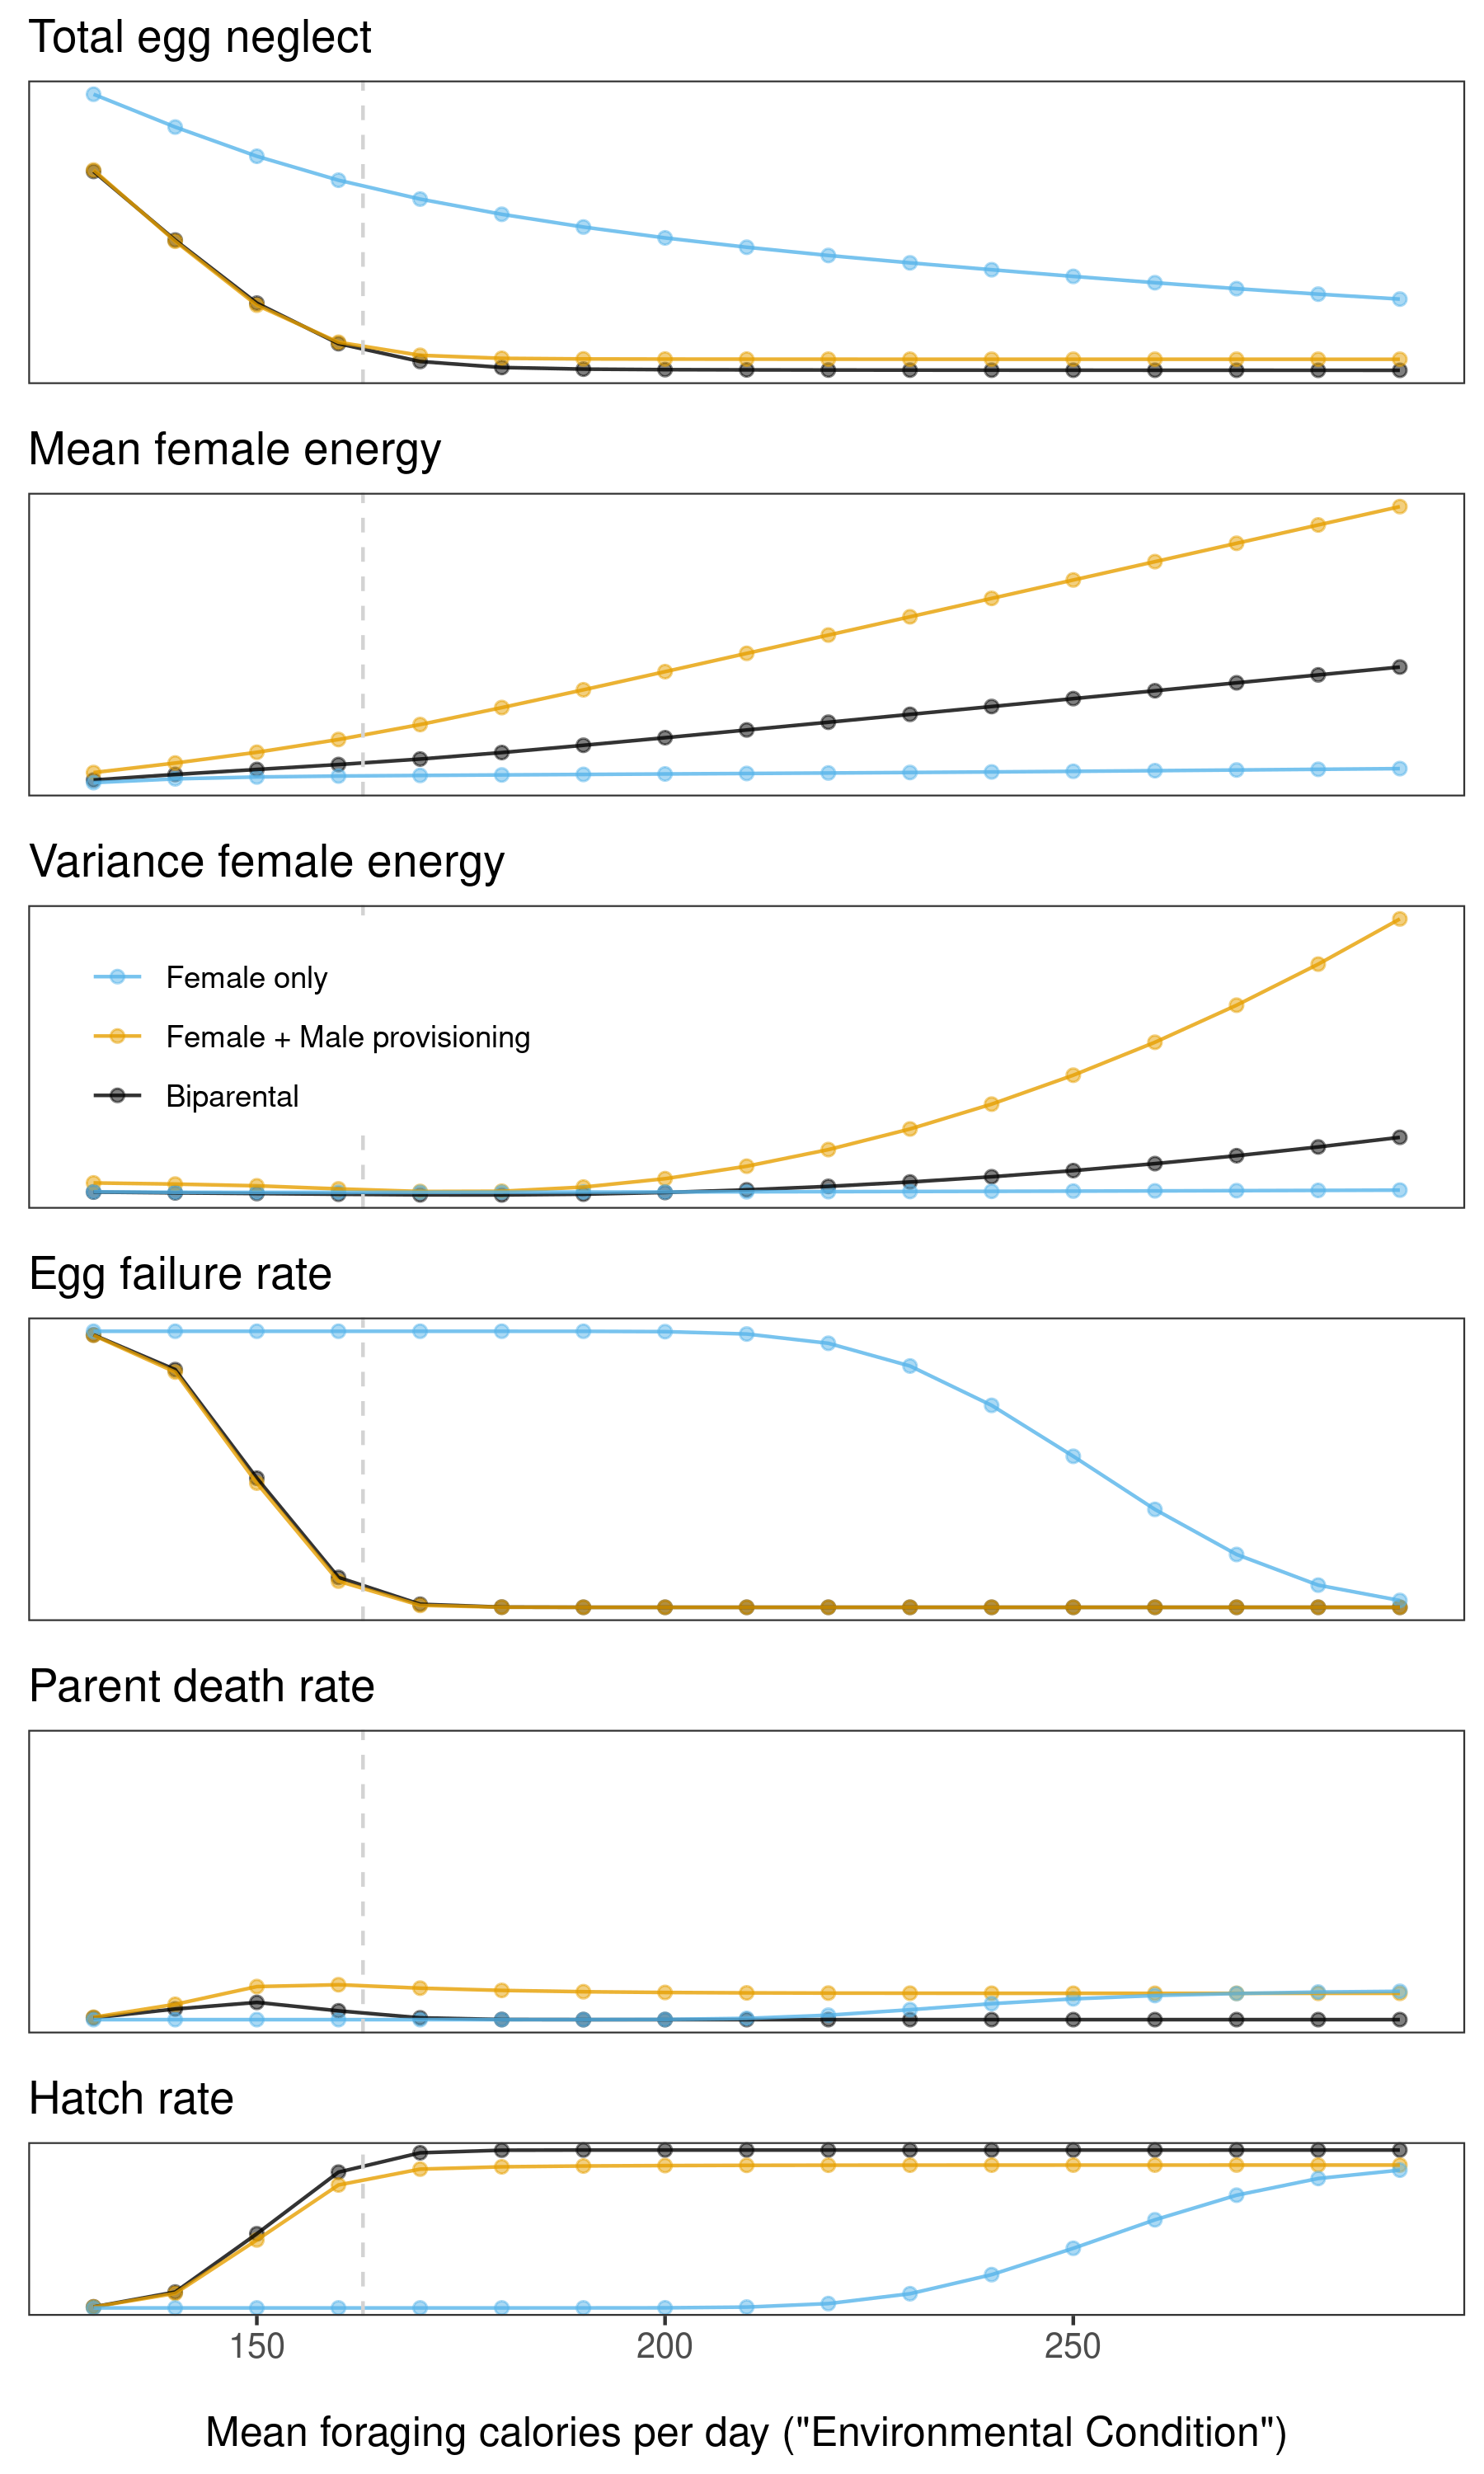 Total egg neglect
Mean female energy
Variance female energy
Female only
Female + Male provisioning
Biparental
Egg failure rate
Parent death rate
Hatch rate
150 200 250
Mean foraging calories per day ("Environmental Condition")